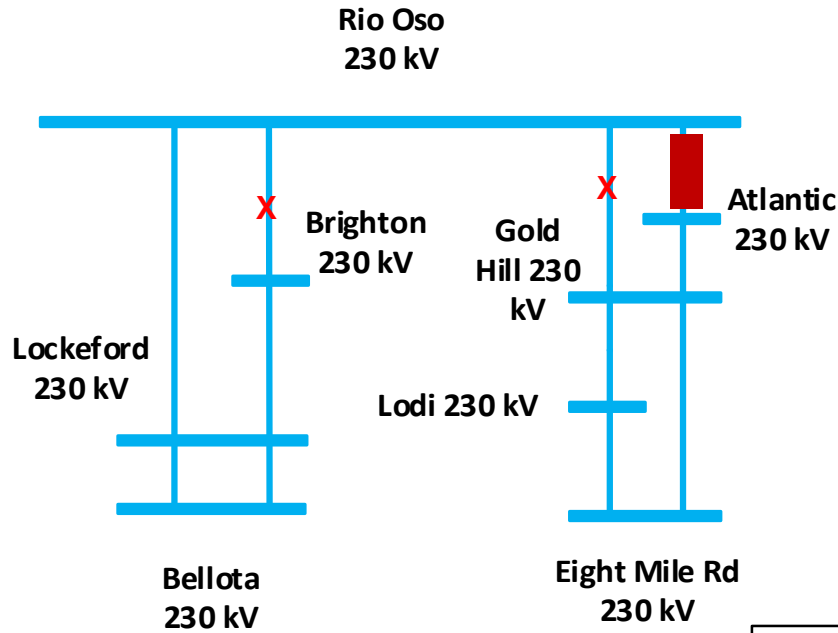 Rio Oso
230 kV
X
X
Brighton
230 kV
Gold
Hill 230
kV
Atlantic
230 kV
Lockeford
230 kV
Lodi 230 kV
Bellota
230 kV
Eight Mile Rd
230 kV